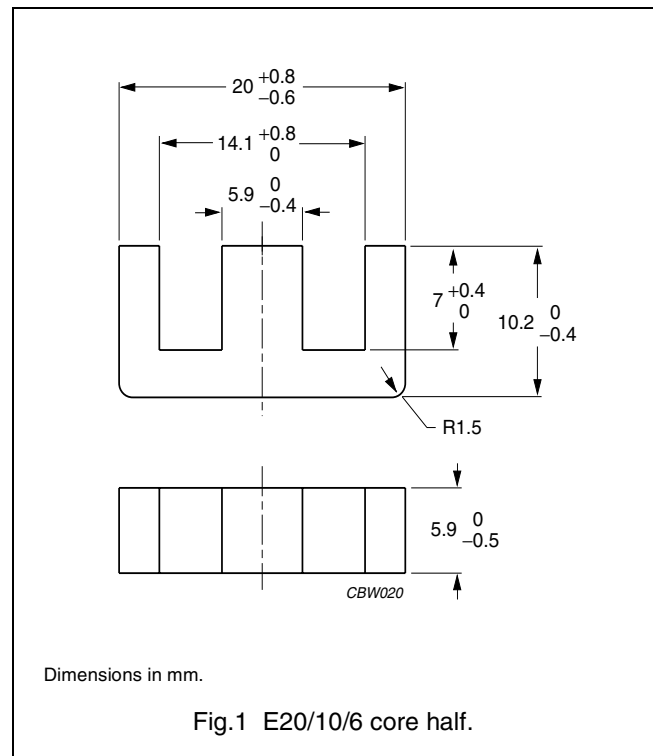 20 +0.8 −0.6
14.1 +0.8 0
5.9 0 −0.4
7 +0.4 0
10.2 0 −0.4
R1.5
5.9 0 −0.5
CBW020
Dimensions in mm.
Fig.1 E20/10/6 core half.